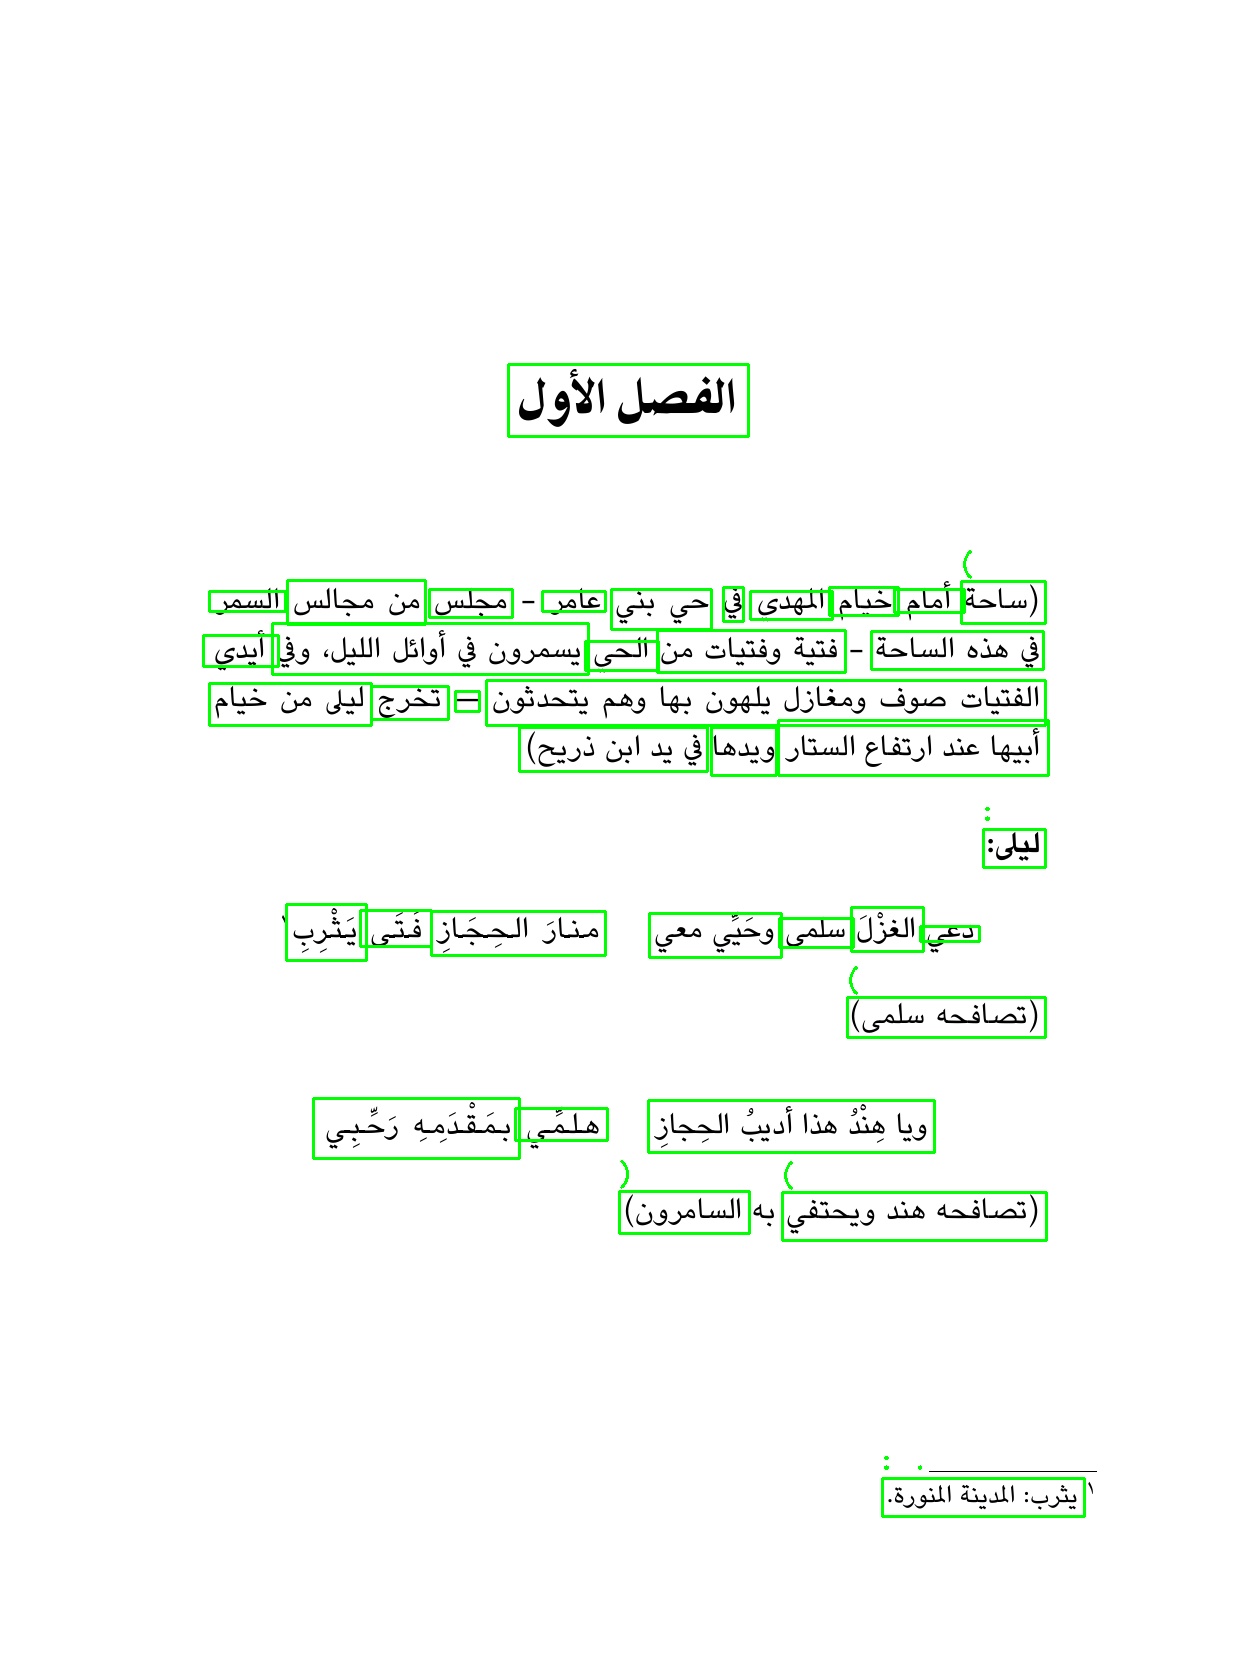 الفصل الأول
(ساحة أمام خيام المهدي في حي بني عامر – مجلس من مجالس السمر
في هذه الساحة – فتية وفتيات من الحي يسمرون في أوائل الليل، وفي أيدي
الفتيات صوف ومغازل يلهون بها وهم يتحدثون — تخرج ليلى من خيام
أبيها عند ارتفاع الستار ويدها في يد ابن ذريح)
ليلى:
دعي الغزْلَ سلمى وحَيِّي معي منارَ الحِجَازِ فَتَى يَثْرِبِ١
(تصافحه سلمى)
ويا هِنْدُ هذا أديبُ الحِجازِ هلمِّي بمَقْدَمِهِ رَحِّبِي
(تصافحه هند ويحتفي به السامرون)
١ يثرب: المدينة المنورة.